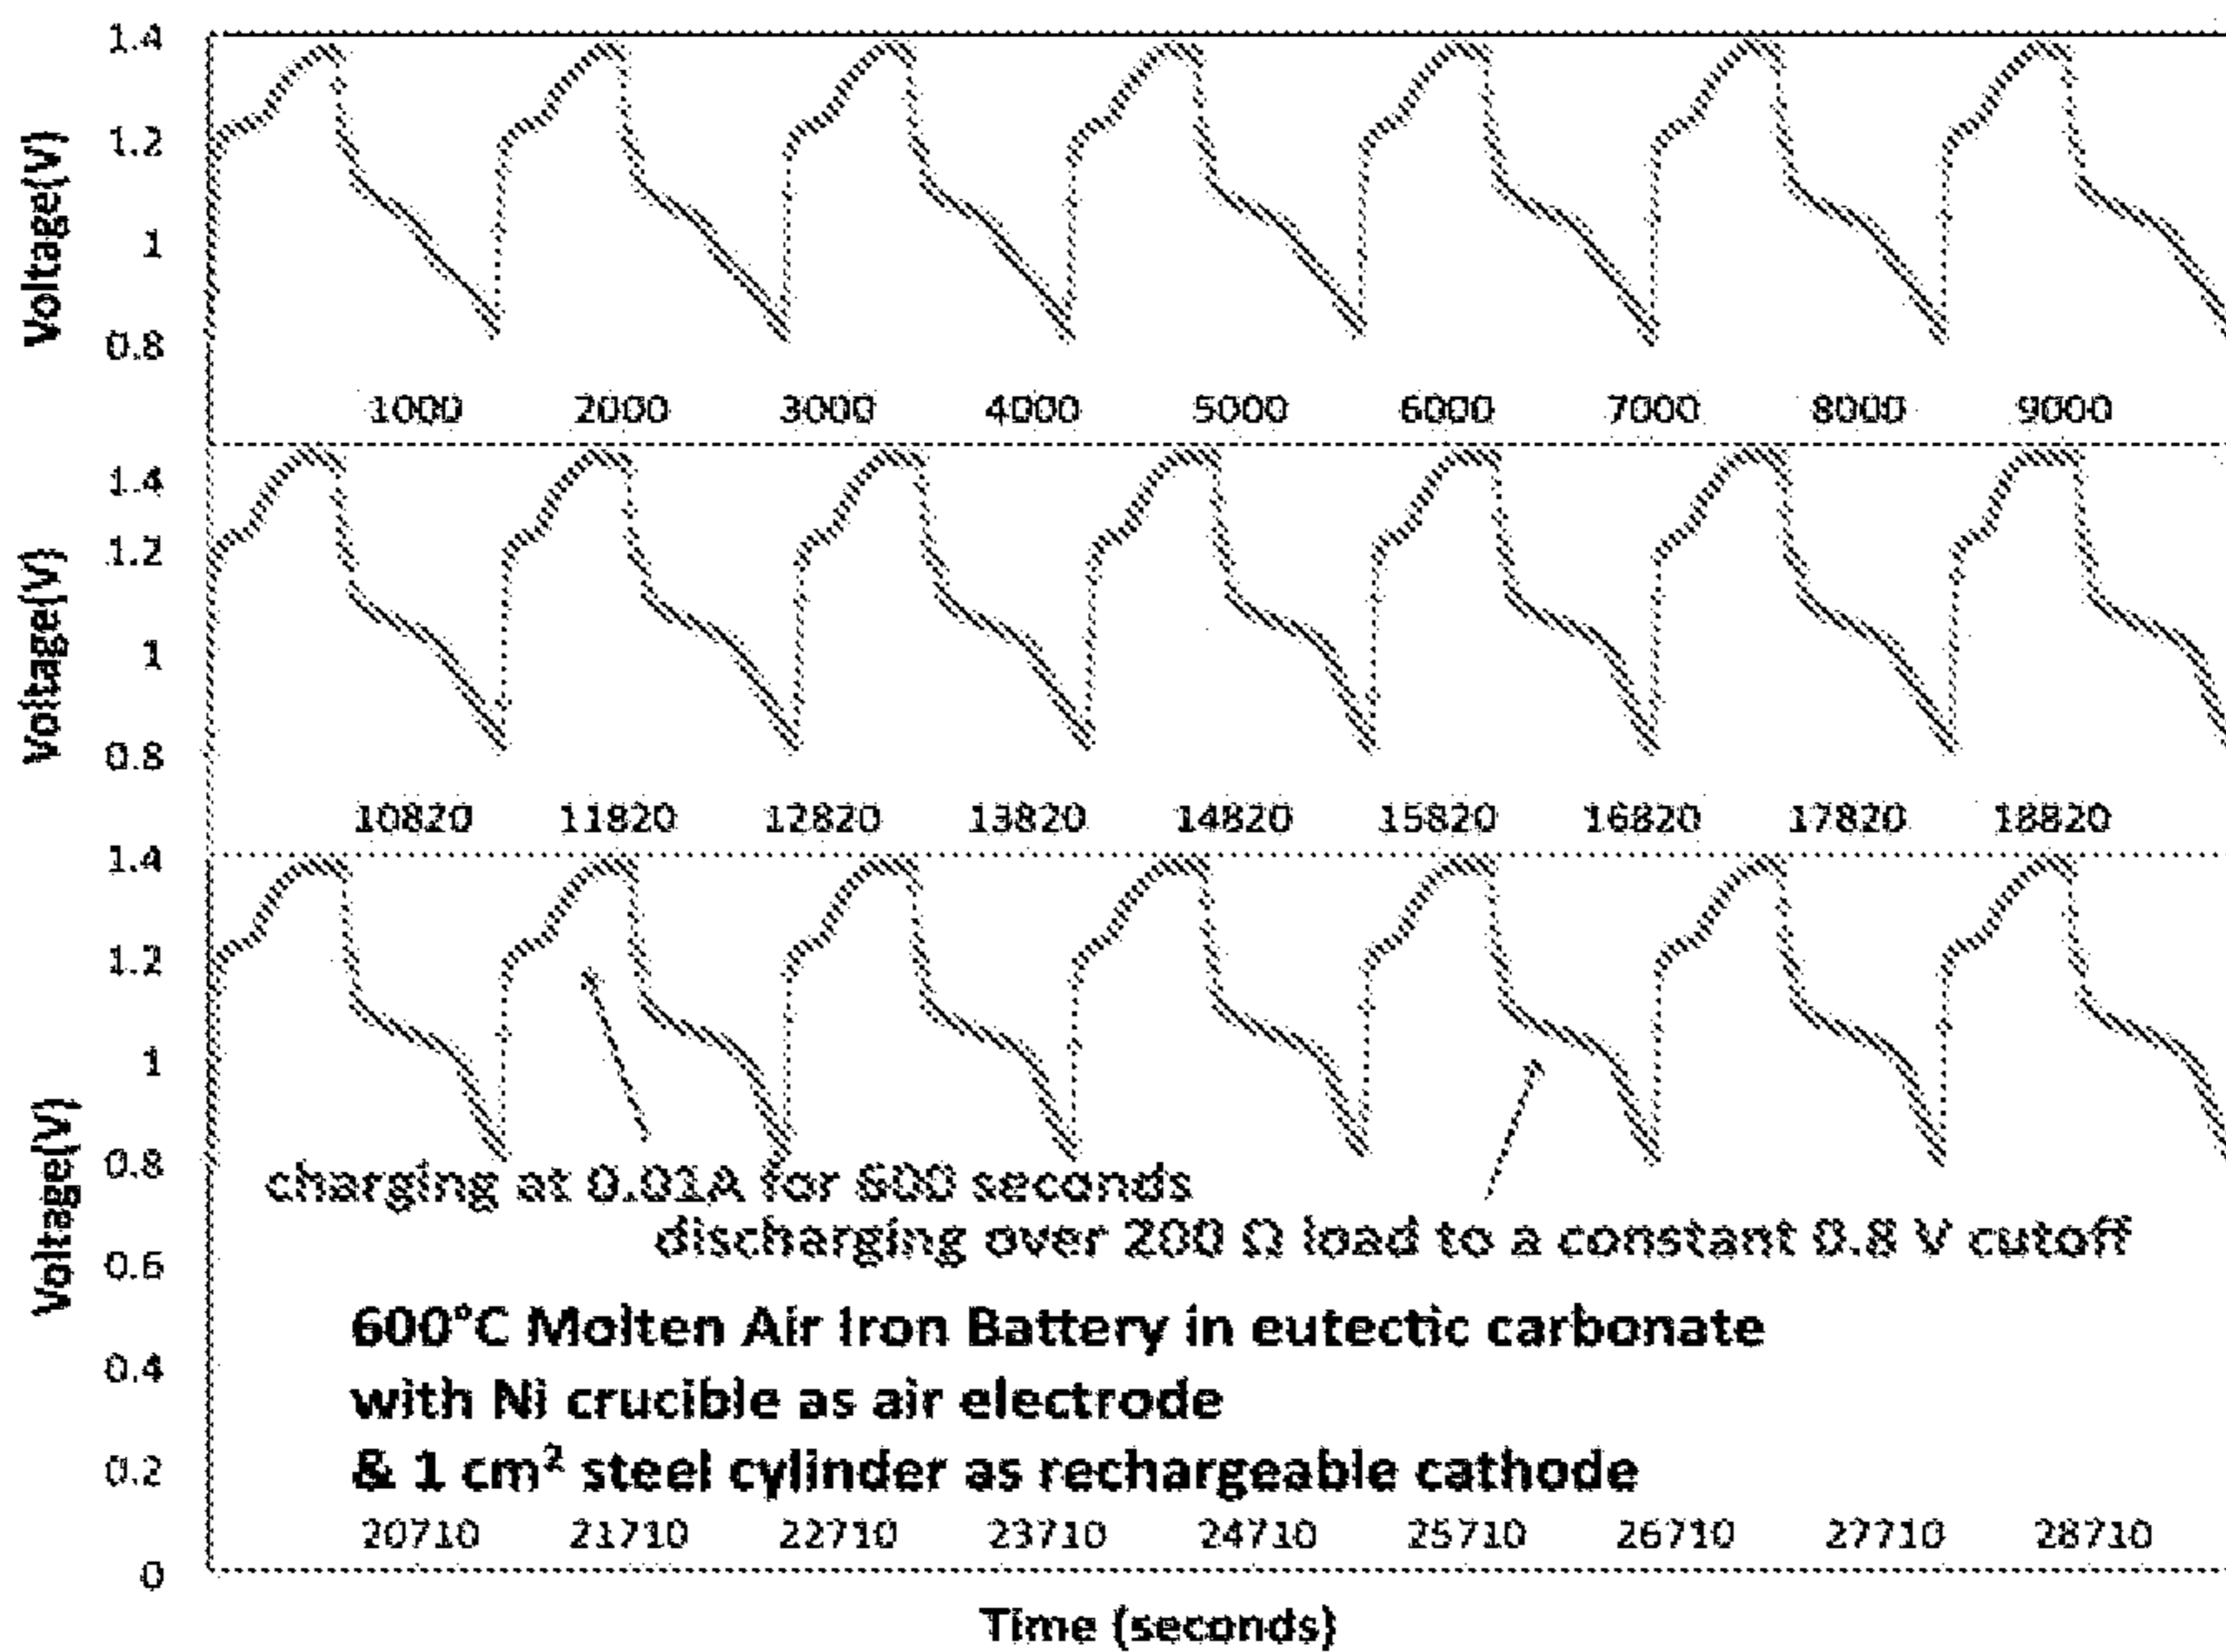 1.4
1.2
1
0.8
Voltage(V)
1000 2000 3000 4000 5000 6000 7000 8000 9000
1.4
1.2
1
0.8
Voltage(V)
10820 11820 12820 13820 14820 15820 16820 17820 18820
1.4
1.2
1
0.8
0.6
0.4
0.2
0
Voltage(V)
charging at 0.01A for 600 seconds
discharging over 200 Ω load to a constant 0.8 V cutoff
600°C Molten Air Iron Battery in eutectic carbonate
with Ni crucible as air electrode
& 1 cm² steel cylinder as rechargeable cathode
20710 21710 22710 23710 24710 25710 26710 27710 28710
Time (seconds)